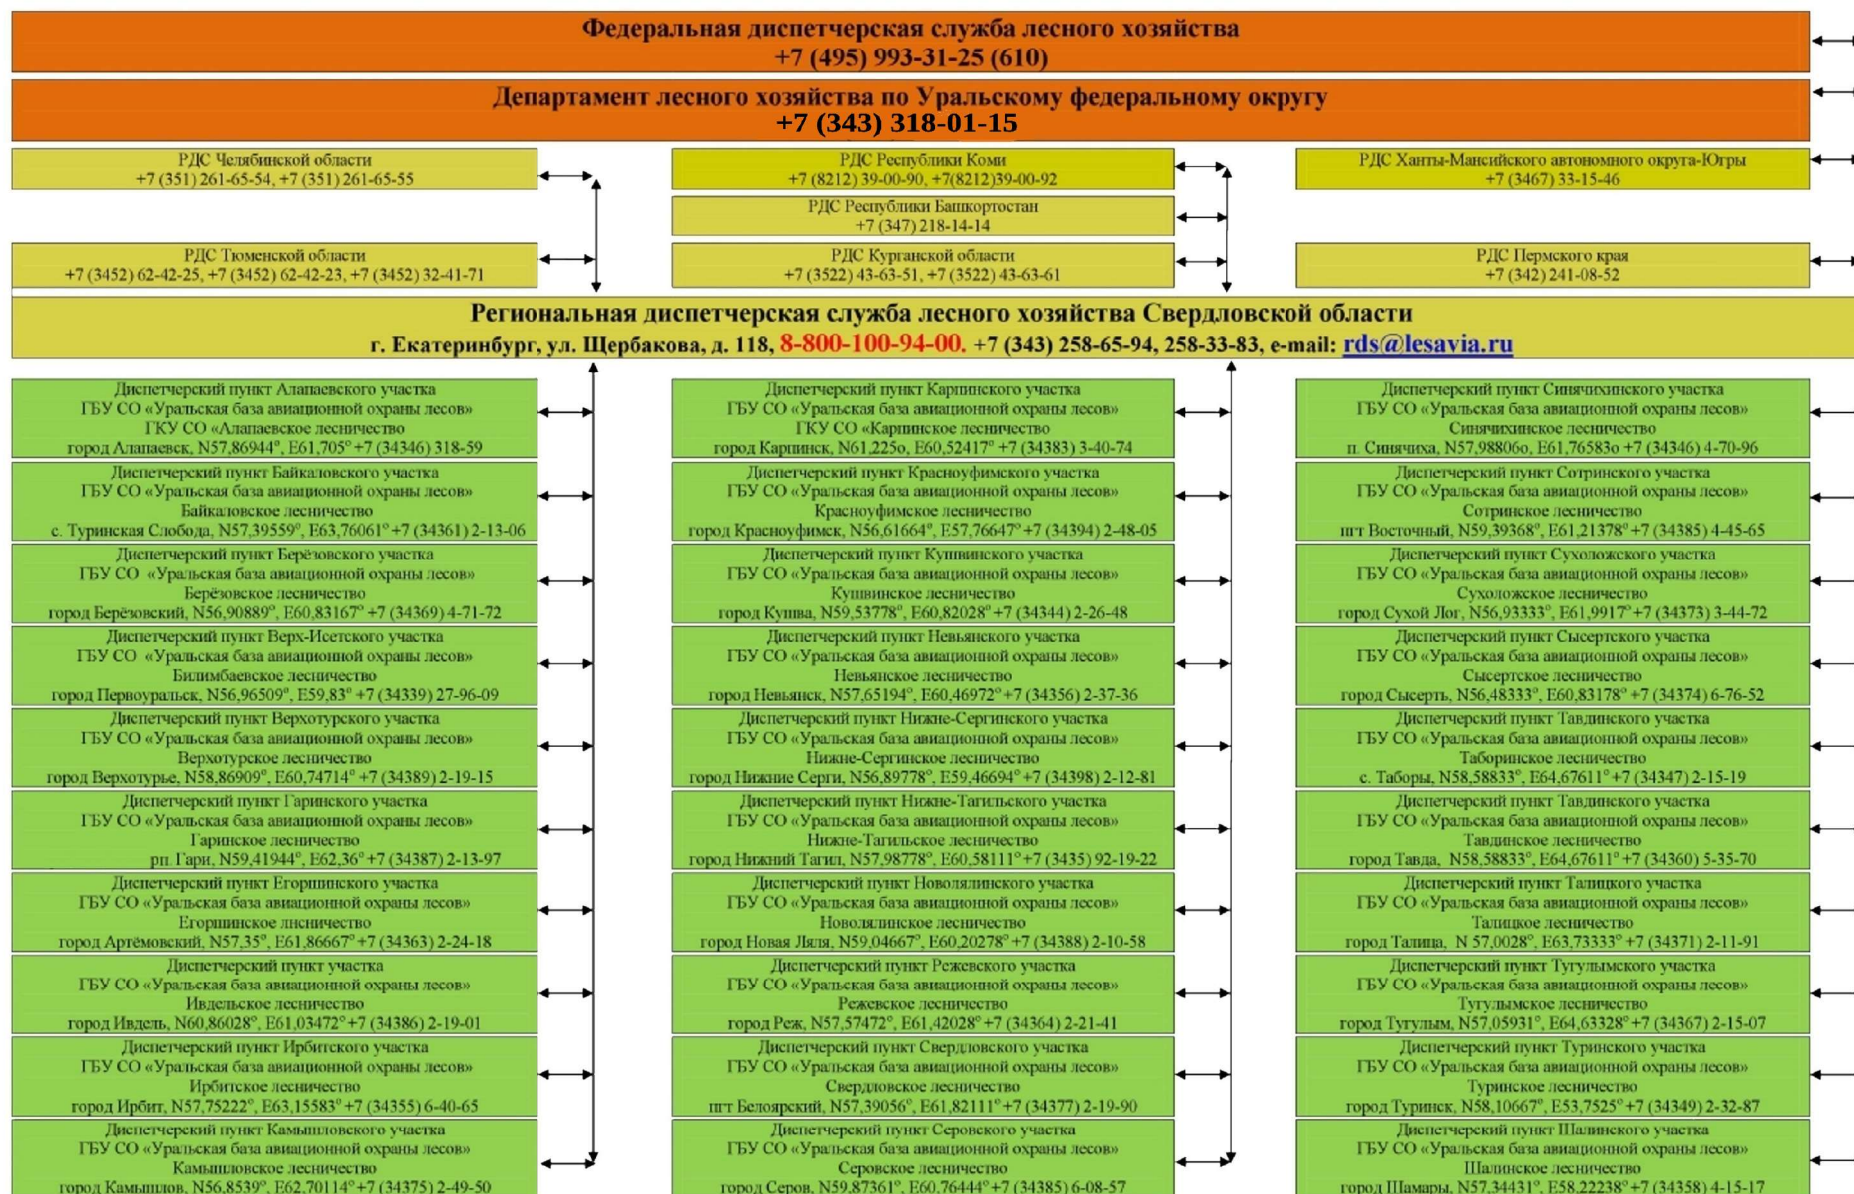 Федеральная диспетчерская служба лесного хозяйства
+7 (495) 993-31-25 (610)
Департамент лесного хозяйства по Уральскому федеральному округу
+7 (343) 318-01-15
РДС Челябинской области
+7 (351) 261-65-54, +7 (351) 261-65-55
РДС Республики Коми
+7 (8212) 39-00-90, +7(8212)39-00-92
РДС Ханты-Мансийского автономного округа-Югры
+7 (3467) 33-15-46
РДС Республики Башкортостан
+7 (347) 218-14-14
РДС Тюменской области
+7 (3452) 62-42-25, +7 (3452) 62-42-23, +7 (3452) 32-41-71
РДС Курганской области
+7 (3522) 43-63-51, +7 (3522) 43-63-61
РДС Пермского края
+7 (342) 241-08-52
Региональная диспетчерская служба лесного хозяйства Свердловской области
г. Екатеринбург, ул. Щербакова, д. 118, 8-800-100-94-00. +7 (343) 258-65-94, 258-33-83, e-mail: rds@lesavia.ru
Диспетчерский пункт Алапаевского участка
ГБУ СО «Уральская база авиационной охраны лесов»
ГКУ СО «Алапаевское лесничество
город Алапаевск, N57,86944°, E61,705° +7 (34346) 318-59
Диспетчерский пункт Байкаловского участка
ГБУ СО «Уральская база авиационной охраны лесов»
Байкаловское лесничество
с. Туринская Слобода, N57,39559°, E63,76061° +7 (34361) 2-13-06
Диспетчерский пункт Берёзовского участка
ГБУ СО «Уральская база авиационной охраны лесов»
Берёзовское лесничество
город Берёзовский, N56,90889°, E60,83167° +7 (34369) 4-71-72
Диспетчерский пункт Верх-Исетского участка
ГБУ СО «Уральская база авиационной охраны лесов»
Билимбаевское лесничество
город Первоуральск, N56,96509°, E59,83° +7 (34339) 27-96-09
Диспетчерский пункт Верхотурского участка
ГБУ СО «Уральская база авиационной охраны лесов»
Верхотурское лесничество
город Верхотурье, N58,86909°, E60,74714° +7 (34389) 2-19-15
Диспетчерский пункт Гаринского участка
ГБУ СО «Уральская база авиационной охраны лесов»
Гаринское лесничество
рп. Гари, N59,41944°, E62,36° +7 (34387) 2-13-97
Диспетчерский пункт Егоршинского участка
ГБУ СО «Уральская база авиационной охраны лесов»
Егоршинское лнсничество
город Артёмовский, N57,35°, E61,86667° +7 (34363) 2-24-18
Диспетчерский пункт участка
ГБУ СО «Уральская база авиационной охраны лесов»
Ивдельское лесничество
город Ивдель, N60,86028°, E61,03472° +7 (34386) 2-19-01
Диспетчерский пункт Ирбитского участка
ГБУ СО «Уральская база авиационной охраны лесов»
Ирбитское лесничество
город Ирбит, N57,75222°, E63,15583° +7 (34355) 6-40-65
Диспетчерский пункт Камышловского участка
ГБУ СО «Уральская база авиационной охраны лесов»
Камышловское лесничество
город Камышлов, N56,8539°, E62,70114° +7 (34375) 2-49-50
Диспетчерский пункт Карпинского участка
ГБУ СО «Уральская база авиационной охраны лесов»
ГКУ СО «Карпинское лесничество
город Карпинск, N61,225о, E60,52417° +7 (34383) 3-40-74
Диспетчерский пункт Красноуфимского участка
ГБУ СО «Уральская база авиационной охраны лесов»
Красноуфимское лесничество
город Красноуфимск, N56,61664°, E57,76647° +7 (34394) 2-48-05
Диспетчерский пункт Кушвинского участка
ГБУ СО «Уральская база авиационной охраны лесов»
Кушвинское лесничество
город Кушва, N59,53778°, E60,82028° +7 (34344) 2-26-48
Диспетчерский пункт Невьянского участка
ГБУ СО «Уральская база авиационной охраны лесов»
Невьянское лесничество
город Невьянск, N57,65194°, E60,46972° +7 (34356) 2-37-36
Диспетчерский пункт Нижне-Сергинского участка
ГБУ СО «Уральская база авиационной охраны лесов»
Нижне-Сергинское лесничество
город Нижние Серги, N56,89778°, E59,46694° +7 (34398) 2-12-81
Диспетчерский пункт Нижне-Тагильского участка
ГБУ СО «Уральская база авиационной охраны лесов»
Нижне-Тагильское лесничество
город Нижний Тагил, N57,98778°, E60,58111° +7 (3435) 92-19-22
Диспетчерский пункт Новолялинского участка
ГБУ СО «Уральская база авиационной охраны лесов»
Новолялинское лесничество
город Новая Ляля, N59,04667°, E60,20278° +7 (34388) 2-10-58
Диспетчерский пункт Режевского участка
ГБУ СО «Уральская база авиационной охраны лесов»
Режевское лесничество
город Реж, N57,57472°, E61,42028° +7 (34364) 2-21-41
Диспетчерский пункт Свердловского участка
ГБУ СО «Уральская база авиационной охраны лесов»
Свердловское лесничество
пгт Белоярский, N57,39056°, E61,82111° +7 (34377) 2-19-90
Диспетчерский пункт Серовского участка
ГБУ СО «Уральская база авиационной охраны лесов»
Серовское лесничество
город Серов, N59,87361°, E60,76444° +7 (34385) 6-08-57
Диспетчерский пункт Синячихинского участка
ГБУ СО «Уральская база авиационной охраны лесов»
Синячихинское лесничество
п. Синячиха, N57,98806о, E61,76583о +7 (34346) 4-70-96
Диспетчерский пункт Сотринского участка
ГБУ СО «Уральская база авиационной охраны лесов»
Сотринское лесничество
пгт Восточный, N59,39368°, E61,21378° +7 (34385) 4-45-65
Диспетчерский пункт Сухоложского участка
ГБУ СО «Уральская база авиационной охраны лесов»
Сухоложское лесничество
город Сухой Лог, N56,93333°, E61,9917° +7 (34373) 3-44-72
Диспетчерский пункт Сысертского участка
ГБУ СО «Уральская база авиационной охраны лесов»
Сысертское лесничество
город Сысерть, N56,48333°, E60,83178° +7 (34374) 6-76-52
Диспетчерский пункт Тавдинского участка
ГБУ СО «Уральская база авиационной охраны лесов»
Таборинское лесничество
с. Таборы, N58,58833°, E64,67611° +7 (34347) 2-15-19
Диспетчерский пункт Тавдинского участка
ГБУ СО «Уральская база авиационной охраны лесов»
Тавдинское лесничество
город Тавда, N58,58833°, E64,67611° +7 (34360) 5-35-70
Диспетчерский пункт Талицкого участка
ГБУ СО «Уральская база авиационной охраны лесов»
Талицкое лесничество
город Талица, N 57,0028°, E63,73333° +7 (34371) 2-11-91
Диспетчерский пункт Тугулымского участка
ГБУ СО «Уральская база авиационной охраны лесов»
Тугулымское лесничество
город Тугулым, N57,05931°, E64,63328° +7 (34367) 2-15-07
Диспетчерский пункт Туринского участка
ГБУ СО «Уральская база авиационной охраны лесов»
Туринское лесничество
город Туринск, N58,10667°, E53,7525° +7 (34349) 2-32-87
Диспетчерский пункт Шалинского участка
ГБУ СО «Уральская база авиационной охраны лесов»
Шалинское лесничество
город Шамары, N57,34431°, E58,22238° +7 (34358) 4-15-17